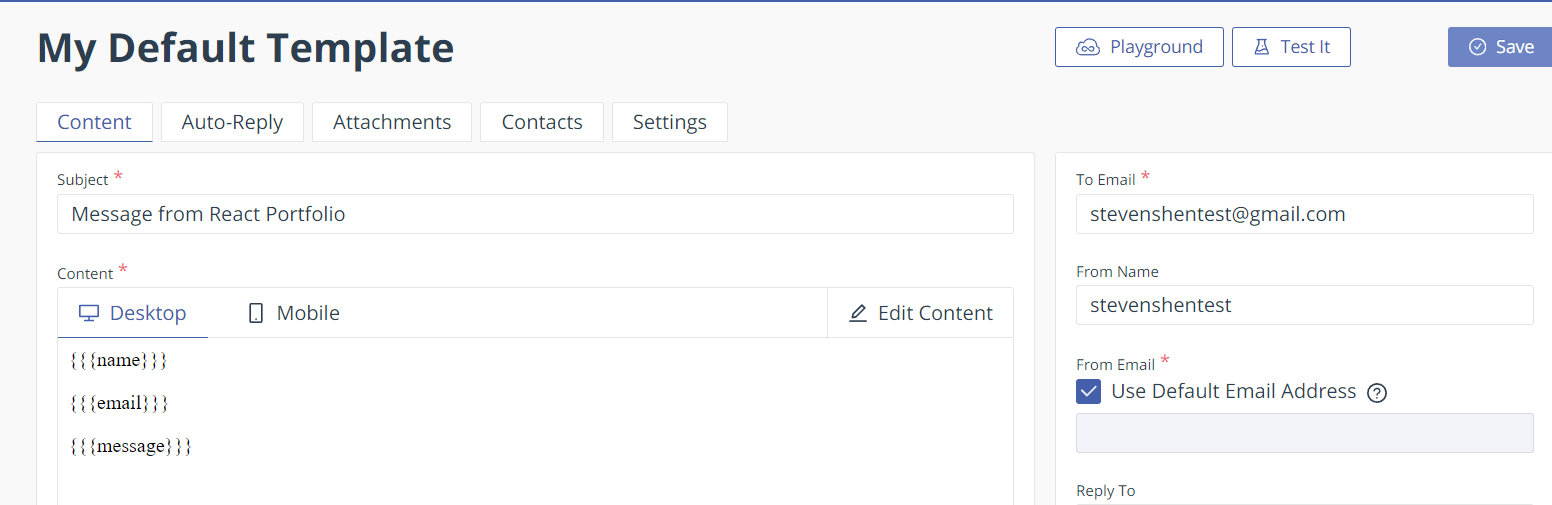 My Default Template
Playground
Test It
Save
Content
Auto-Reply
Attachments
Contacts
Settings
Subject *
Message from React Portfolio
Content *
Desktop
Mobile
Edit Content
{{{name}}}
{{{email}}}
{{{message}}}
To Email *
stevenshentest@gmail.com
From Name
stevenshentest
From Email *
Use Default Email Address ?
Reply To